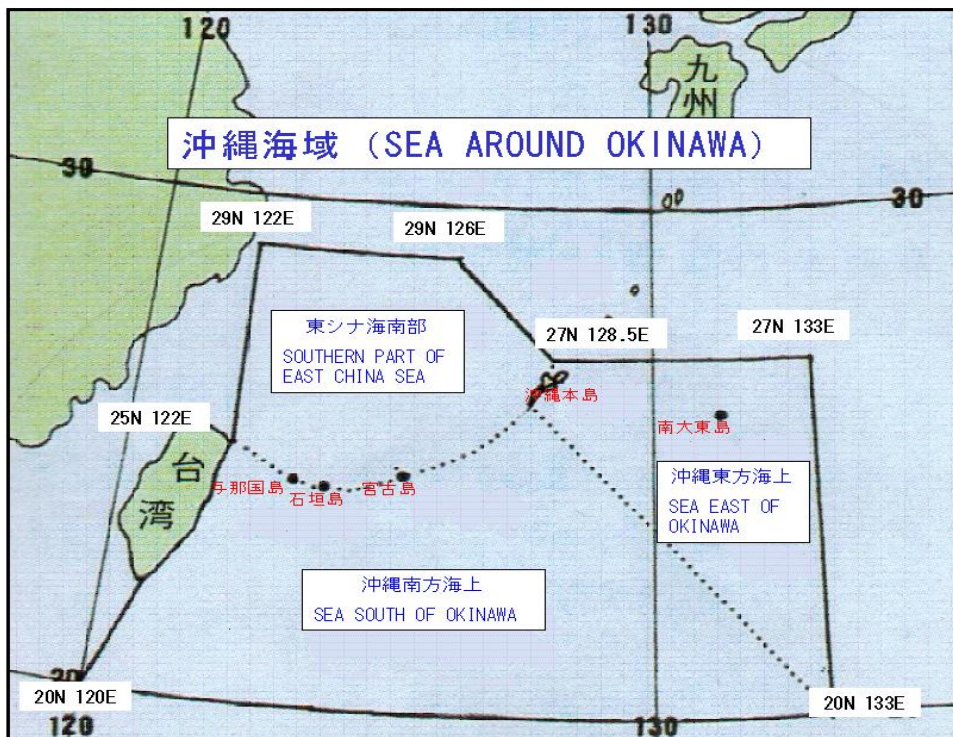 120
130
九州
沖縄海域 (SEA AROUND OKINAWA)
30
30
29N 122E
29N 126E
東シナ海南部
SOUTHERN PART OF
EAST CHINA SEA
27N 128.5E
27N 133E
沖縄本島
25N 122E
南大東島
台湾
与那国島
石垣島
宮古島
沖縄東方海上
SEA EAST OF
OKINAWA
沖縄南方海上
SEA SOUTH OF OKINAWA
20N 120E
20N 133E
120
130